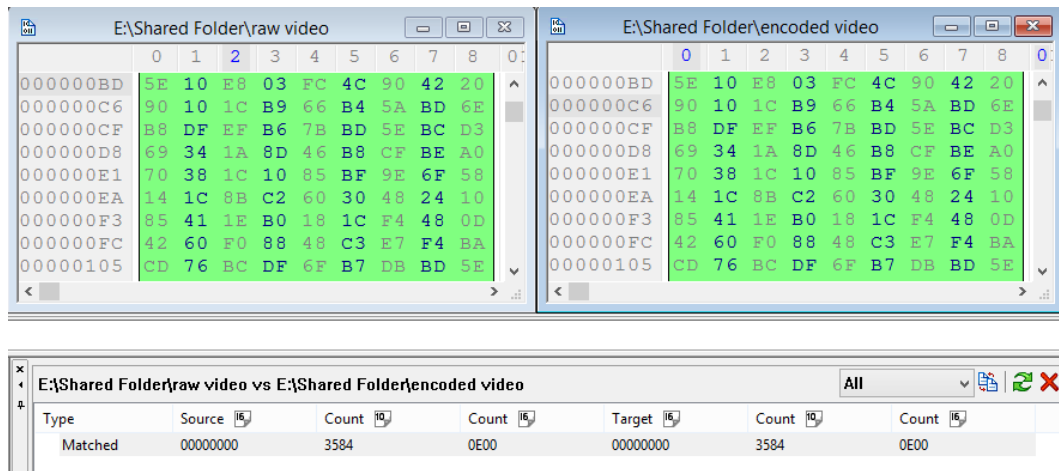 E:\Shared Folder\raw video
0 1 2 3 4 5 6 7 8
000000BD 5E 10 E8 03 FC 4C 90 42 20
000000C6 90 10 1C B9 66 B4 5A BD 6E
000000CF B8 DF EF B6 7B BD 5E BC D3
000000D8 69 34 1A 8D 46 B8 CF BE A0
000000E1 70 38 1C 10 85 BF 9E 6F 58
000000EA 14 1C 8B C2 60 30 48 24 10
000000F3 85 41 1E B0 18 1C F4 48 0D
000000FC 42 60 F0 88 48 C3 E7 F4 BA
00000105 CD 76 BC DF 6F B7 DB BD 5E
E:\Shared Folder\encoded video
0 1 2 3 4 5 6 7 8 0
000000BD 5E 10 E8 03 FC 4C 90 42 20
000000C6 90 10 1C B9 66 B4 5A BD 6E
000000CF B8 DF EF B6 7B BD 5E BC D3
000000D8 69 34 1A 8D 46 B8 CF BE A0
000000E1 70 38 1C 10 85 BF 9E 6F 58
000000EA 14 1C 8B C2 60 30 48 24 10
000000F3 85 41 1E B0 18 1C F4 48 0D
000000FC 42 60 F0 88 48 C3 E7 F4 BA
00000105 CD 76 BC DF 6F B7 DB BD 5E
E:\Shared Folder\raw video vs E:\Shared Folder\encoded video All
Type Source 16 Count 10 Count 16 Target 16 Count 10 Count 16
Matched 00000000 3584 0E00 00000000 3584 0E00